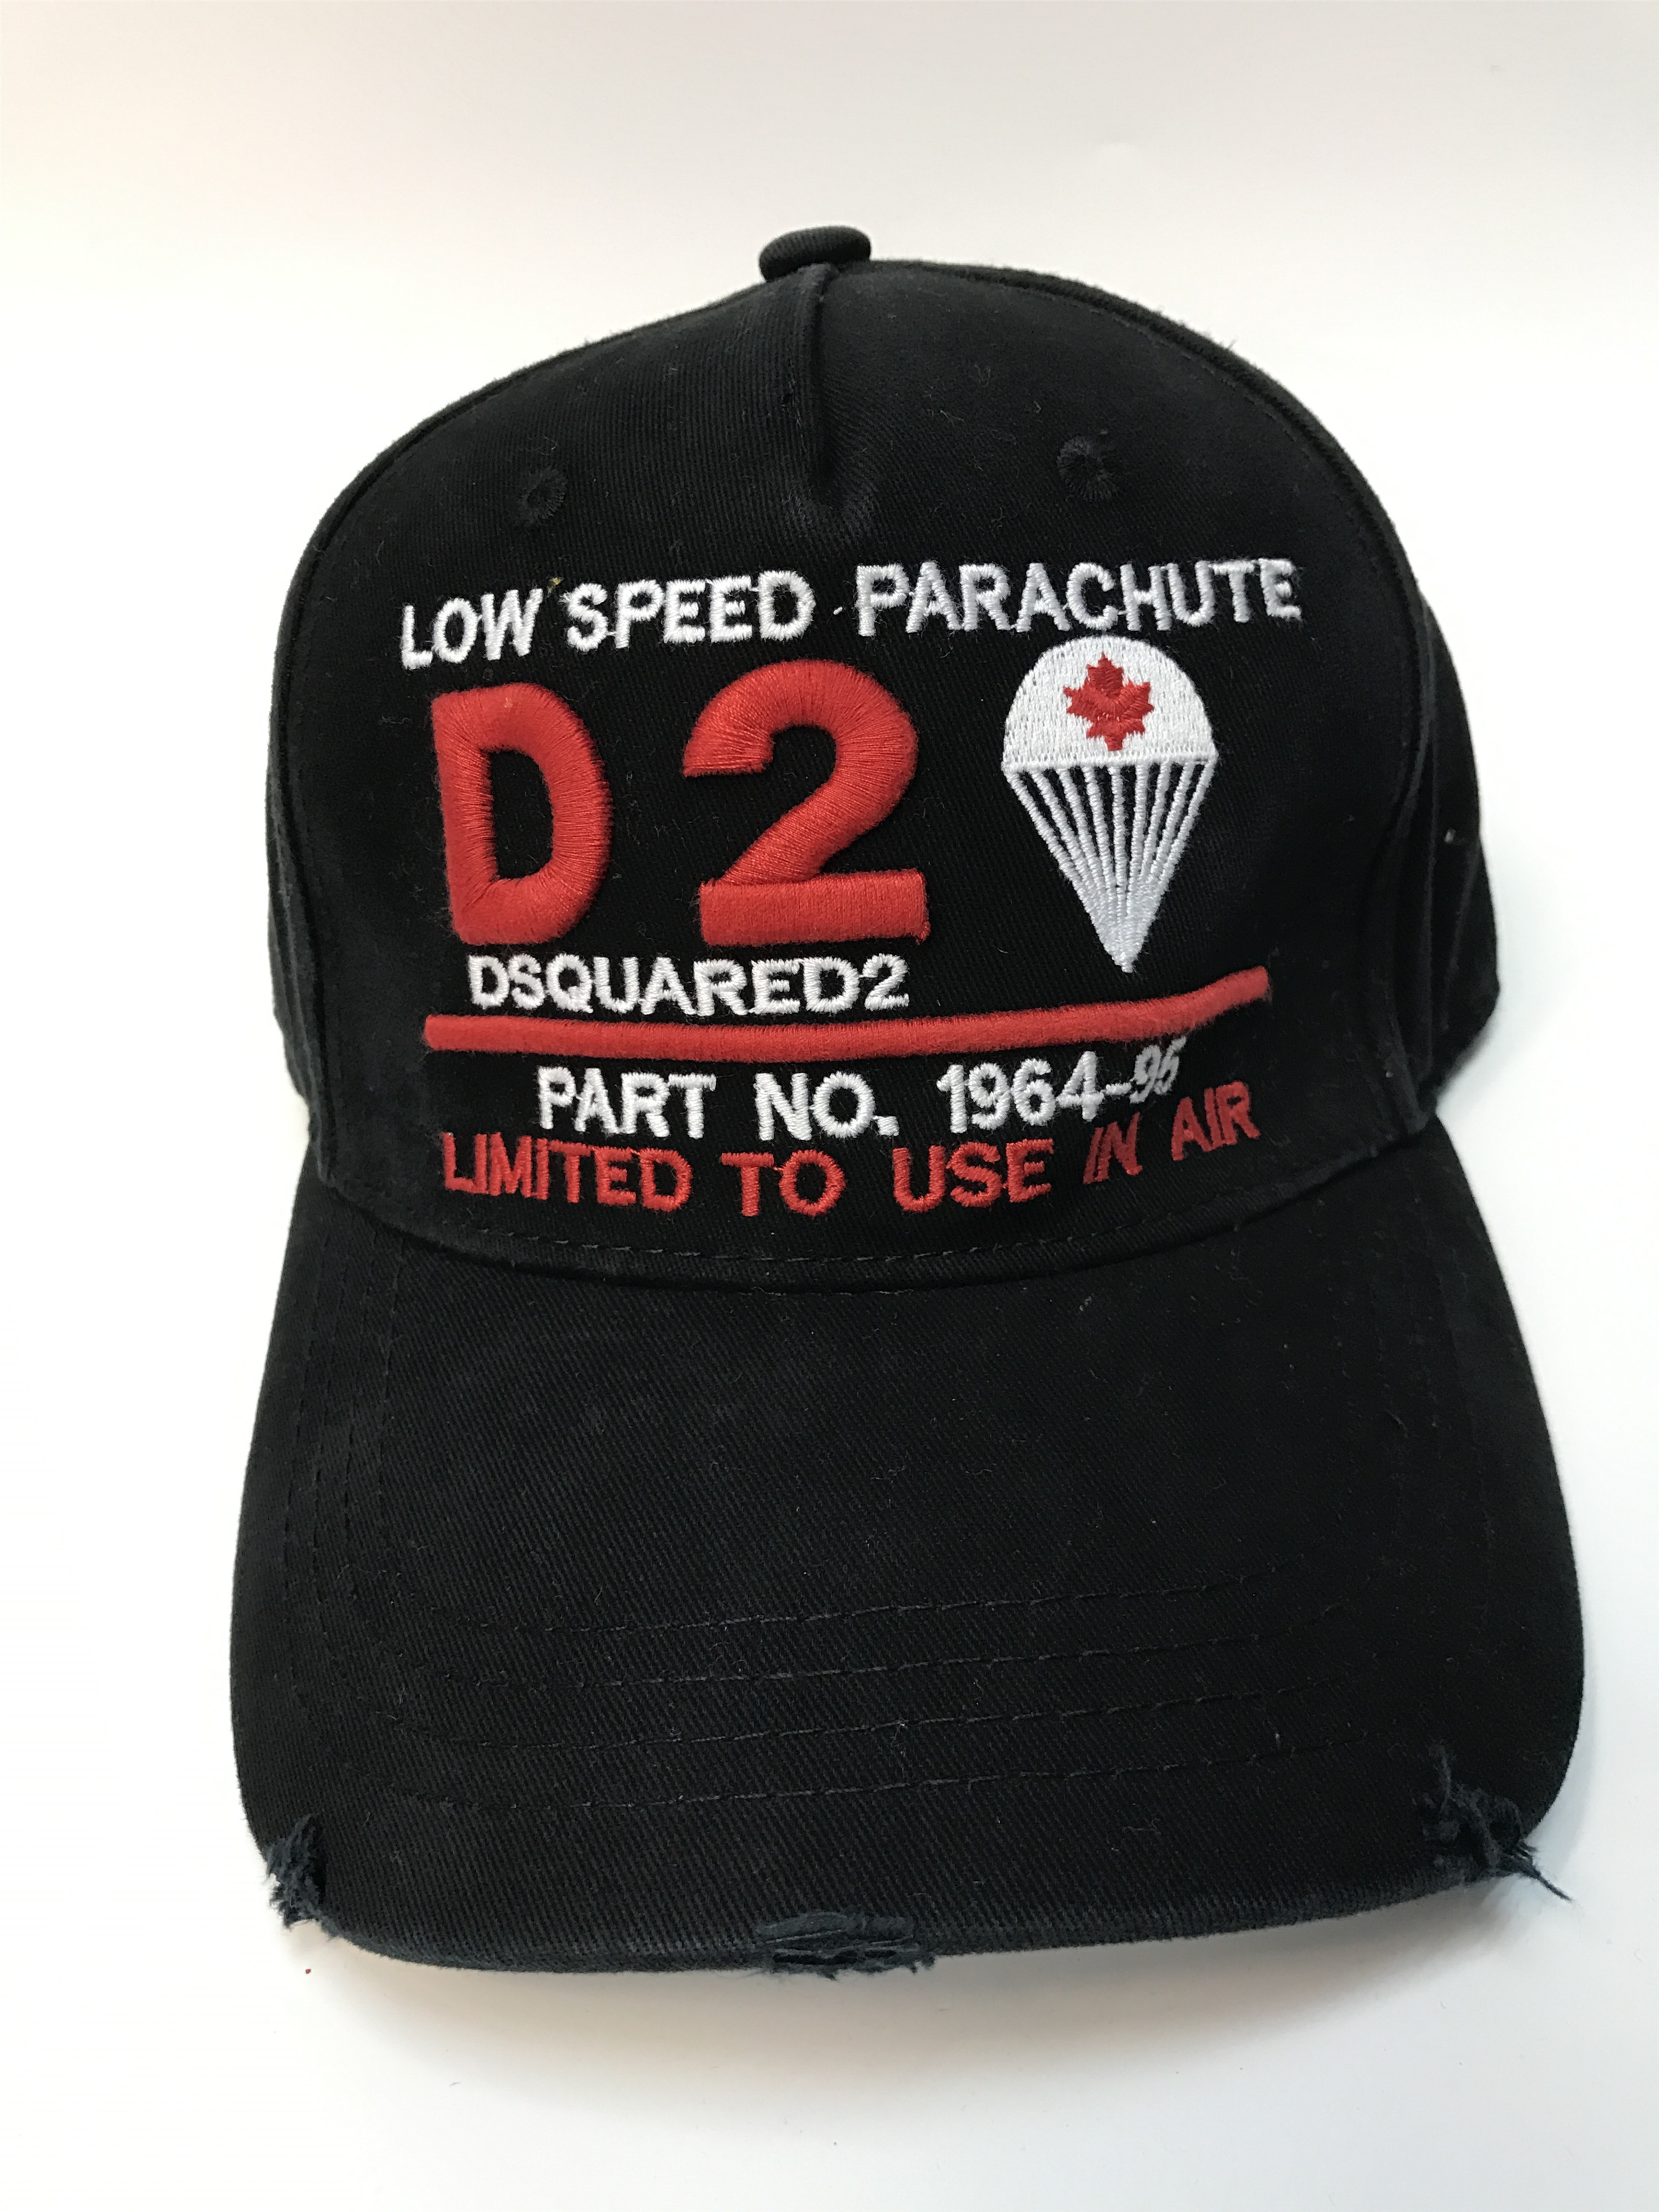 LOW SPEED PARACHUTE
D2
DSQUARED2
PART NO. 1964-95
LIMITED TO USE IN AIR